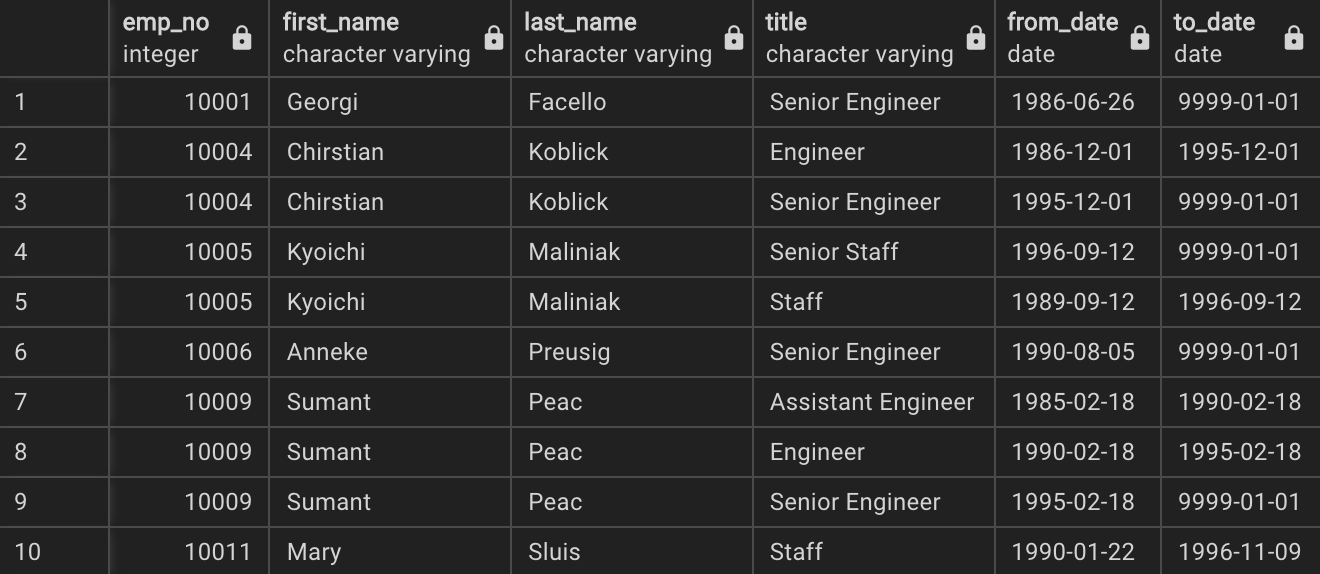 emp_no first_name last_name title from_date to_date
integer character varying character varying character varying date date
1 10001 Georgi Facello Senior Engineer 1986-06-26 9999-01-01
2 10004 Chirstian Koblick Engineer 1986-12-01 1995-12-01
3 10004 Chirstian Koblick Senior Engineer 1995-12-01 9999-01-01
4 10005 Kyoichi Maliniak Senior Staff 1996-09-12 9999-01-01
5 10005 Kyoichi Maliniak Staff 1989-09-12 1996-09-12
6 10006 Anneke Preusig Senior Engineer 1990-08-05 9999-01-01
7 10009 Sumant Peac Assistant Engineer 1985-02-18 1990-02-18
8 10009 Sumant Peac Engineer 1990-02-18 1995-02-18
9 10009 Sumant Peac Senior Engineer 1995-02-18 9999-01-01
10 10011 Mary Sluis Staff 1990-01-22 1996-11-09